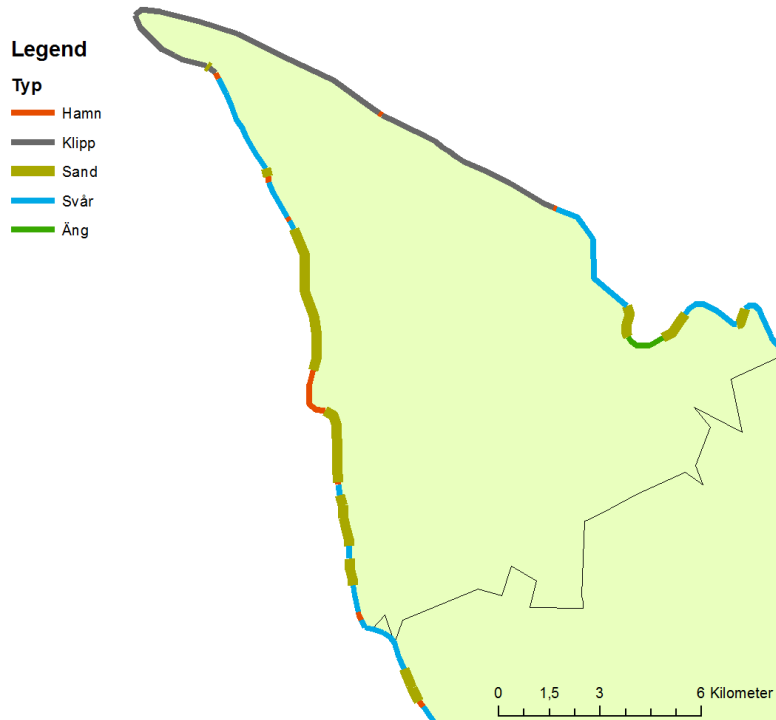 Legend
Typ
Hamn
Klipp
Sand
Svår
Äng
0 1,5 3 6 Kilometer